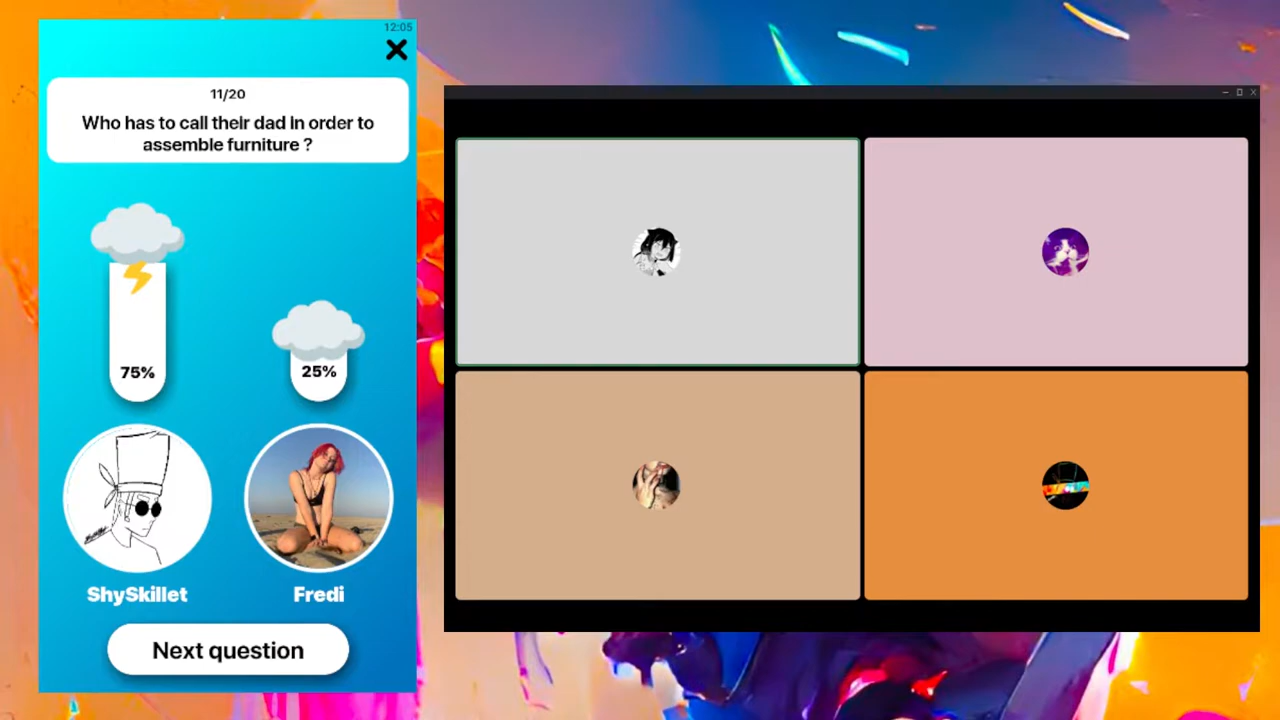 12:05
11/20
Who has to call their dad in order to
assemble furniture ?
75%
25%
ShySkillet
Fredi
Next question